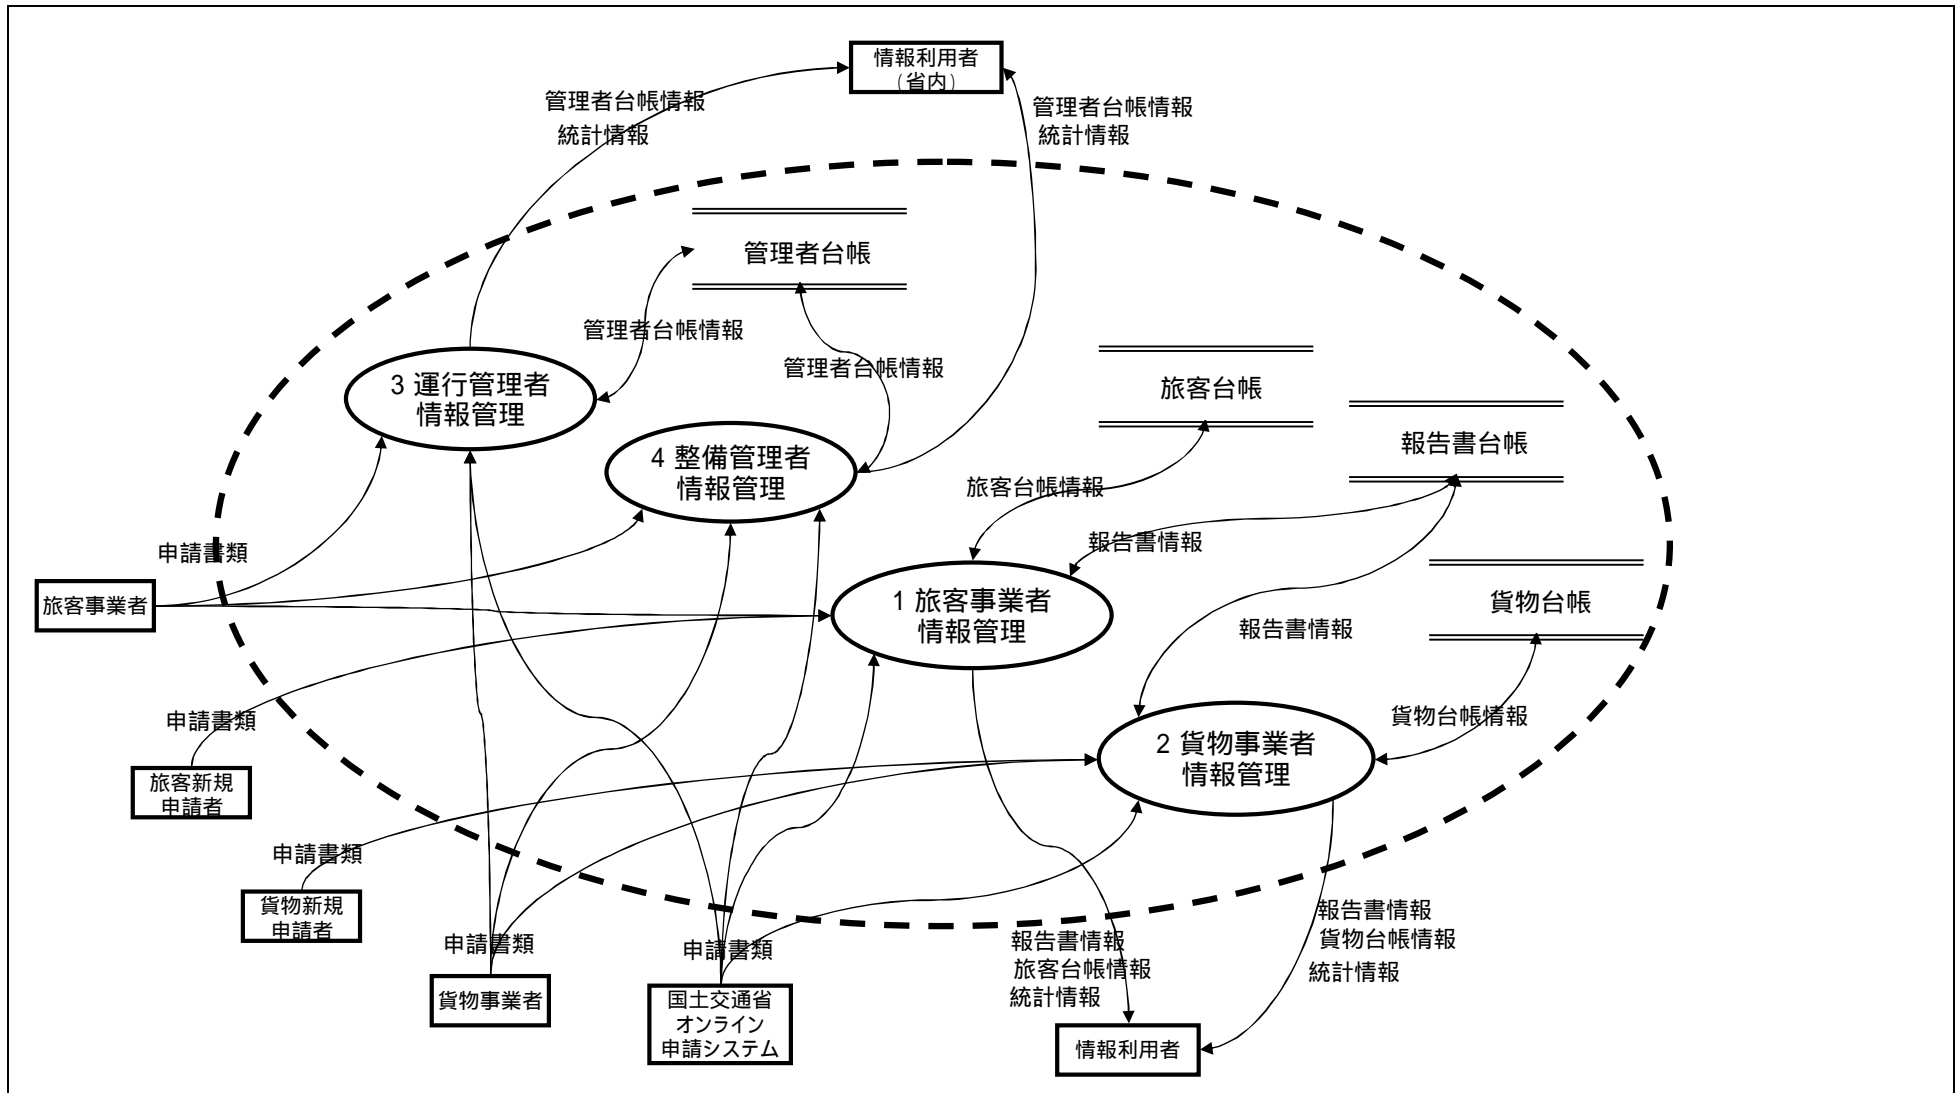 情報利用者
(省内)
管理者台帳情報
統計情報
管理者台帳情報
統計情報
管理者台帳
管理者台帳情報
管理者台帳情報
3 運行管理者
情報管理
旅客台帳
報告書台帳
4 整備管理者
情報管理
旅客台帳情報
報告書情報
申請書類
旅客事業者
1 旅客事業者
情報管理
貨物台帳
報告書情報
申請書類
貨物台帳情報
2 貨物事業者
情報管理
旅客新規
申請者
申請書類
貨物新規
申請者
申請書類
貨物事業者
申請書類
国土交通省
オンライン
申請システム
報告書情報
旅客台帳情報
統計情報
報告書情報
貨物台帳情報
統計情報
情報利用者